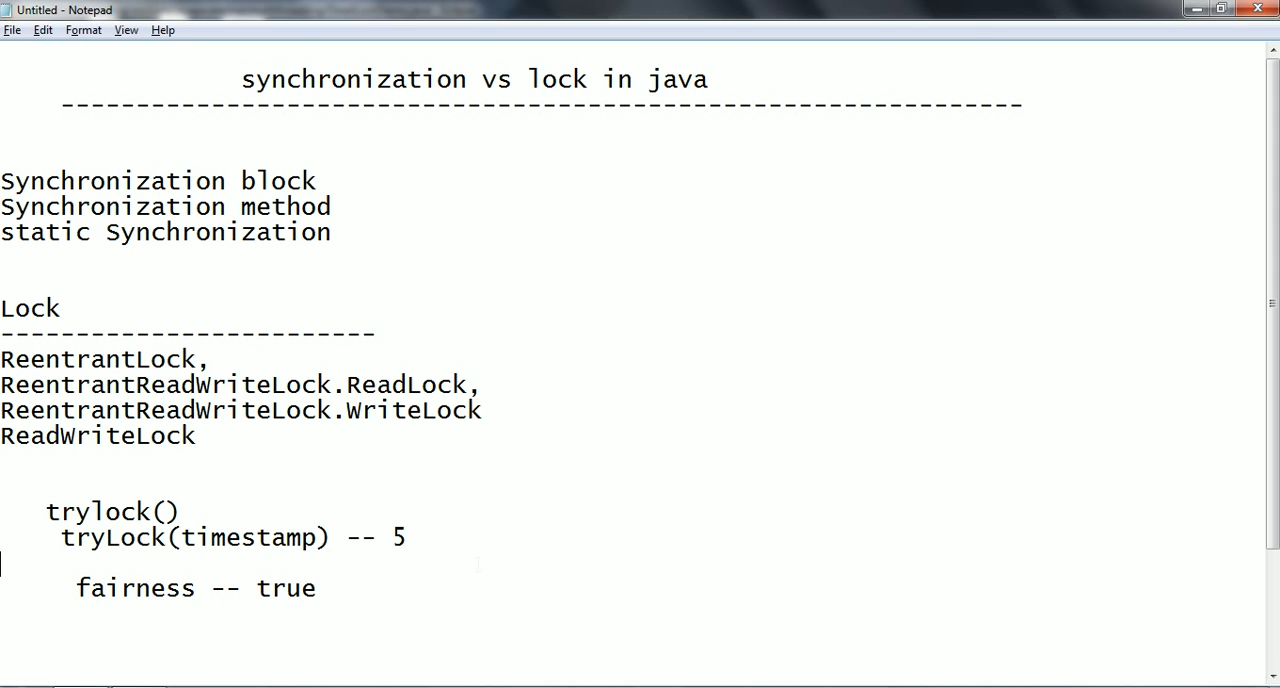 Untitled - Notepad
File Edit Format View Help
synchronization vs lock in java
----------------------------------------------------------------
Synchronization block
Synchronization method
static Synchronization
Lock
-------------------------
ReentrantLock,
ReentrantReadWriteLock.ReadLock,
ReentrantReadWriteLock.WriteLock
ReadWriteLock
trylock()
tryLock(timestamp) -- 5
fairness -- true